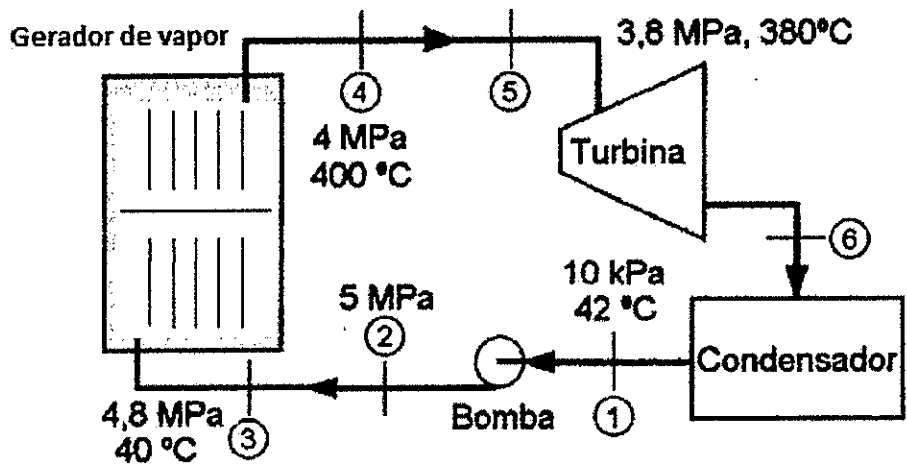 Gerador de vapor
3,8 MPa, 380°C
4
5
4 MPa
400 °C
Turbina
6
10 kPa
42 °C
5 MPa
2
Condensador
Bomba
1
4,8 MPa
40 °C
3